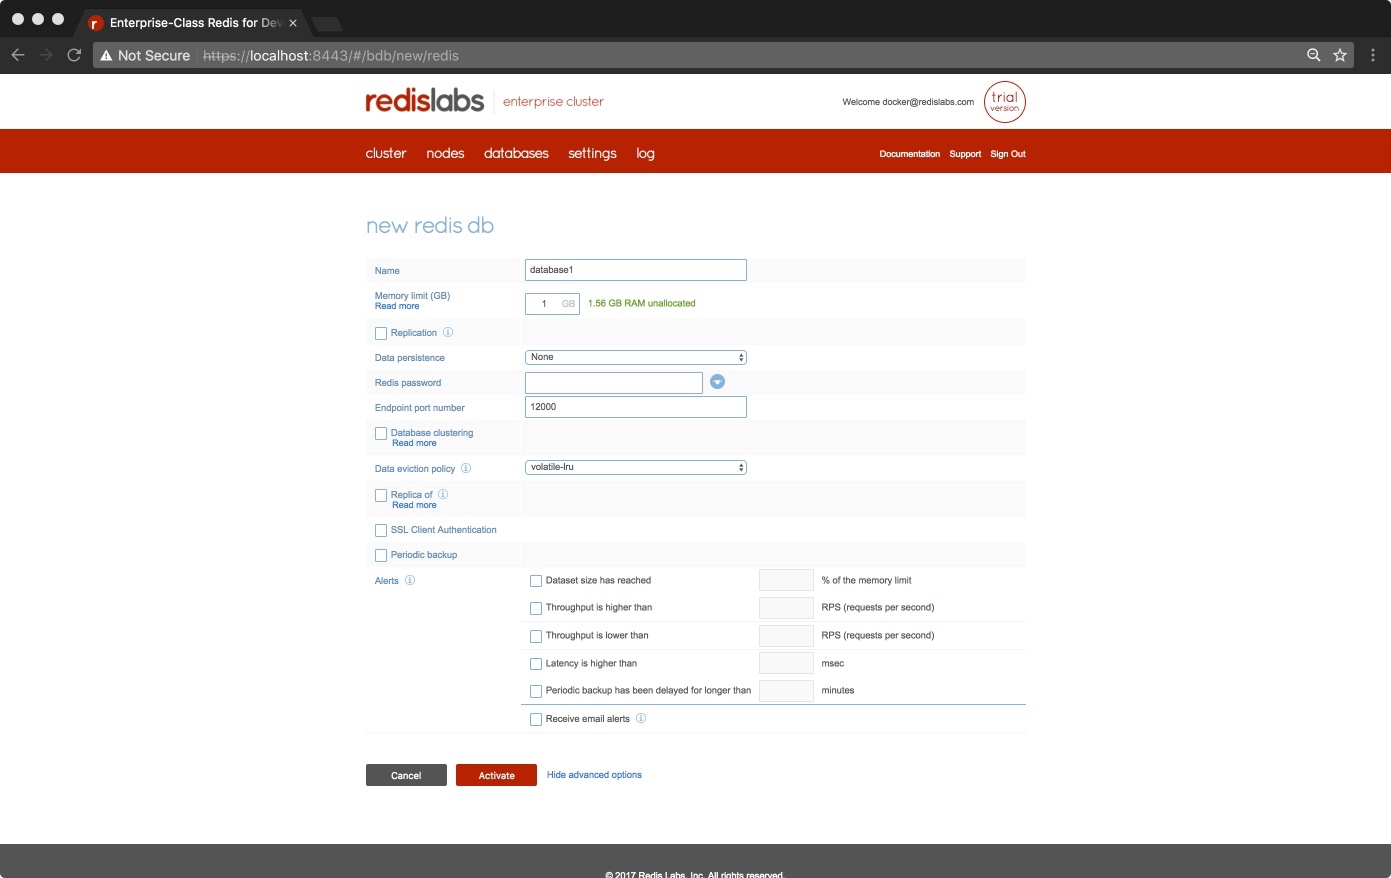 Enterprise-Class Redis for Dev
Not Secure https://localhost:8443/#/bdb/new/redis
redislabs enterprise cluster
Welcome docker@redislabs.com
trial
version
cluster nodes databases settings log
Documentation Support Sign Out
new redis db
Name database1
Memory limit (GB)
Read more
1 GB 1.56 GB RAM unallocated
Replication
Data persistence None
Redis password
Endpoint port number 12000
Database clustering
Read more
Data eviction policy volatile-lru
Replica of
Read more
SSL Client Authentication
Periodic backup
Alerts Dataset size has reached % of the memory limit
Throughput is higher than RPS (requests per second)
Throughput is lower than RPS (requests per second)
Latency is higher than msec
Periodic backup has been delayed for longer than minutes
Receive email alerts
Cancel Activate Hide advanced options
© 2017 Redis Labs, Inc. All rights reserved.